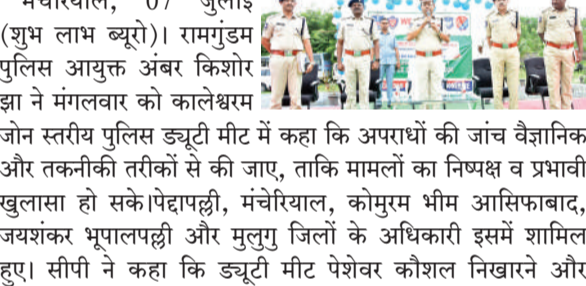 मंचेरियाल, 07 जुलाई
(शुभ लाभ ब्यूरो)। रामगुंडम
पुलिस आयुक्त अंबर किशोर
झा ने मंगलवार को कालेश्वरम
जोन स्तरीय पुलिस ड्यूटी मीट में कहा कि अपराधों की जांच वैज्ञानिक
और तकनीकी तरीकों से की जाए, ताकि मामलों का निष्पक्ष व प्रभावी
खुलासा हो सके।पेद्दापल्ली, मंचेरियाल, कोमुरम भीम आसिफाबाद,
जयशंकर भूपालपल्ली और मुलुगु जिलों के अधिकारी इसमें शामिल
हुए। सीपी ने कहा कि ड्यूटी मीट पेशेवर कौशल निखारने और